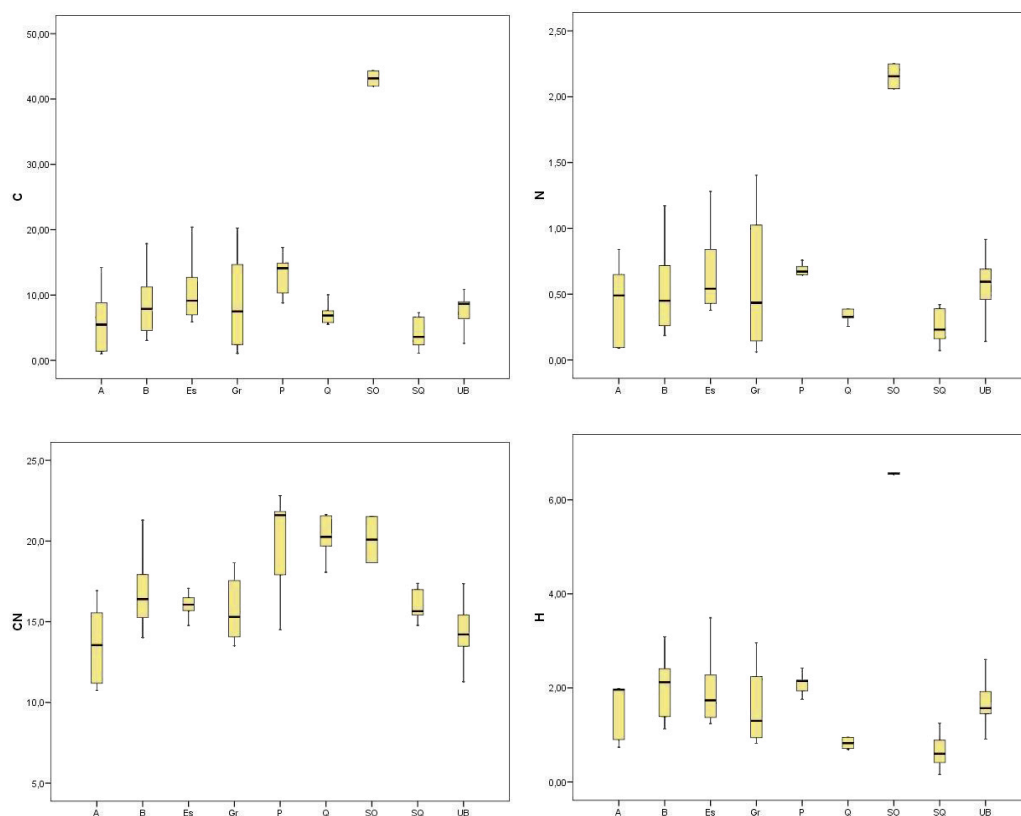 50,00
40,00
30,00
20,00
10,00
0,00
C
A B Es Gr P Q SO SQ UB
2,50
2,00
1,50
1,00
0,50
0,00
N
A B Es Gr P Q SO SQ UB
25,0
20,0
15,0
10,0
5,0
CN
A B Es Gr P Q SO SQ UB
6,00
4,00
2,00
0,00
H
A B Es Gr P Q SO SQ UB